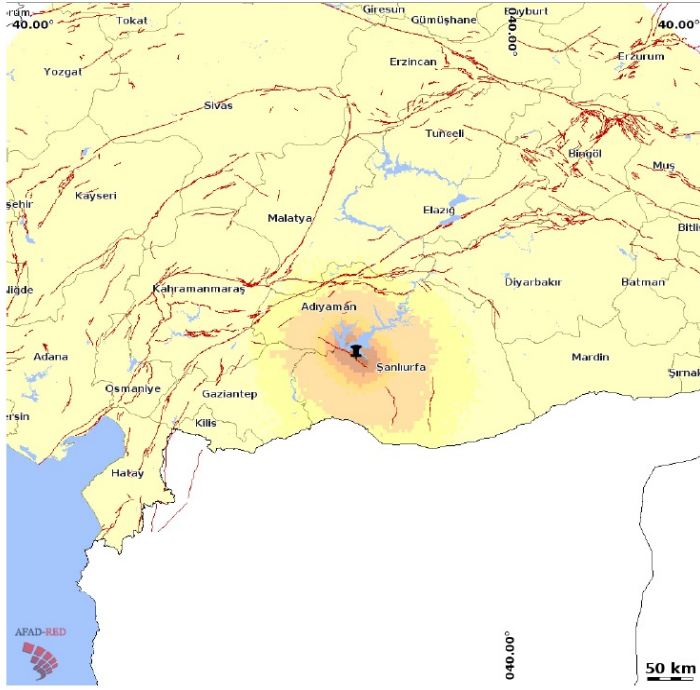 Giresun
Tokat
Gümüşhane
40.00°
40.00°
040.00°
Erzincan
Erzurum
Yozgat
Sivas
Tunceli
Bingöl
Muş
Kayseri
Elazığ
Malatya
Diyarbakır
Batman
Kahramanmaraş
Adıyaman
Adana
Mardin
Şanlıurfa
Osmaniye
Gaziantep
Kilis
Hatay
AFAD-RED
040.00°
50 km